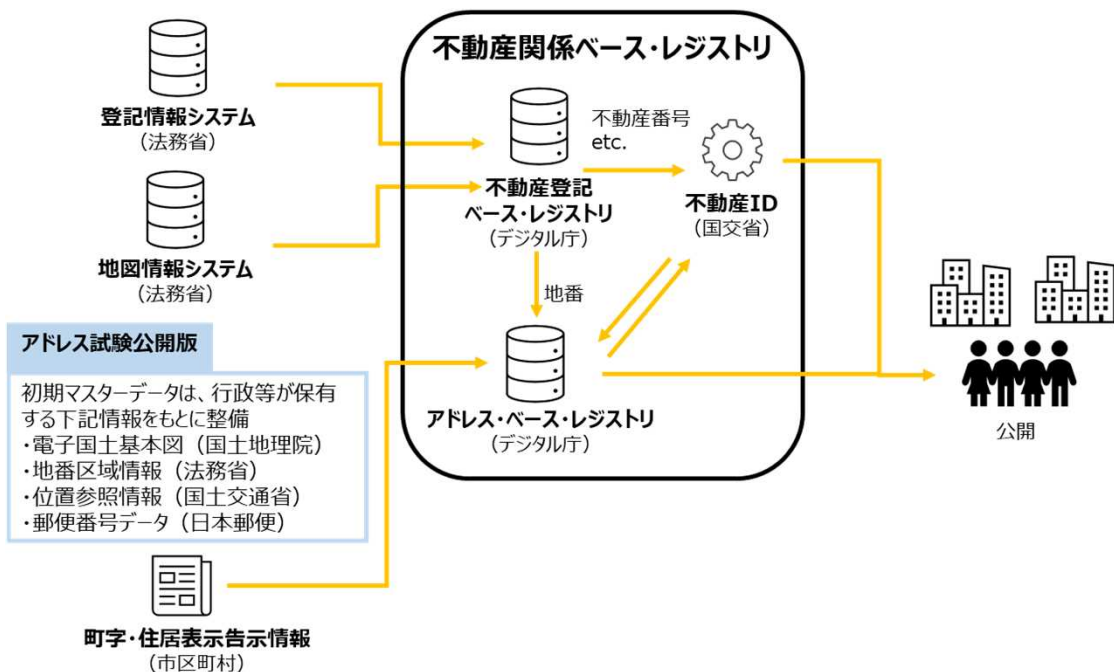 不動産関係ベース・レジストリ
登記情報システム
（法務省）
地図情報システム
（法務省）
不動産番号
etc.
不動産登記
ベース・レジストリ
（デジタル庁）
不動産ID
（国交省）
地番
アドレス・ベース・レジストリ
（デジタル庁）
公開
アドレス試験公開版
初期マスターデータは、行政等が保有
する下記情報をもとに整備
・電子国土基本図（国土地理院）
・地番区域情報（法務省）
・位置参照情報（国土交通省）
・郵便番号データ（日本郵便）
町字・住居表示告示情報
（市区町村）